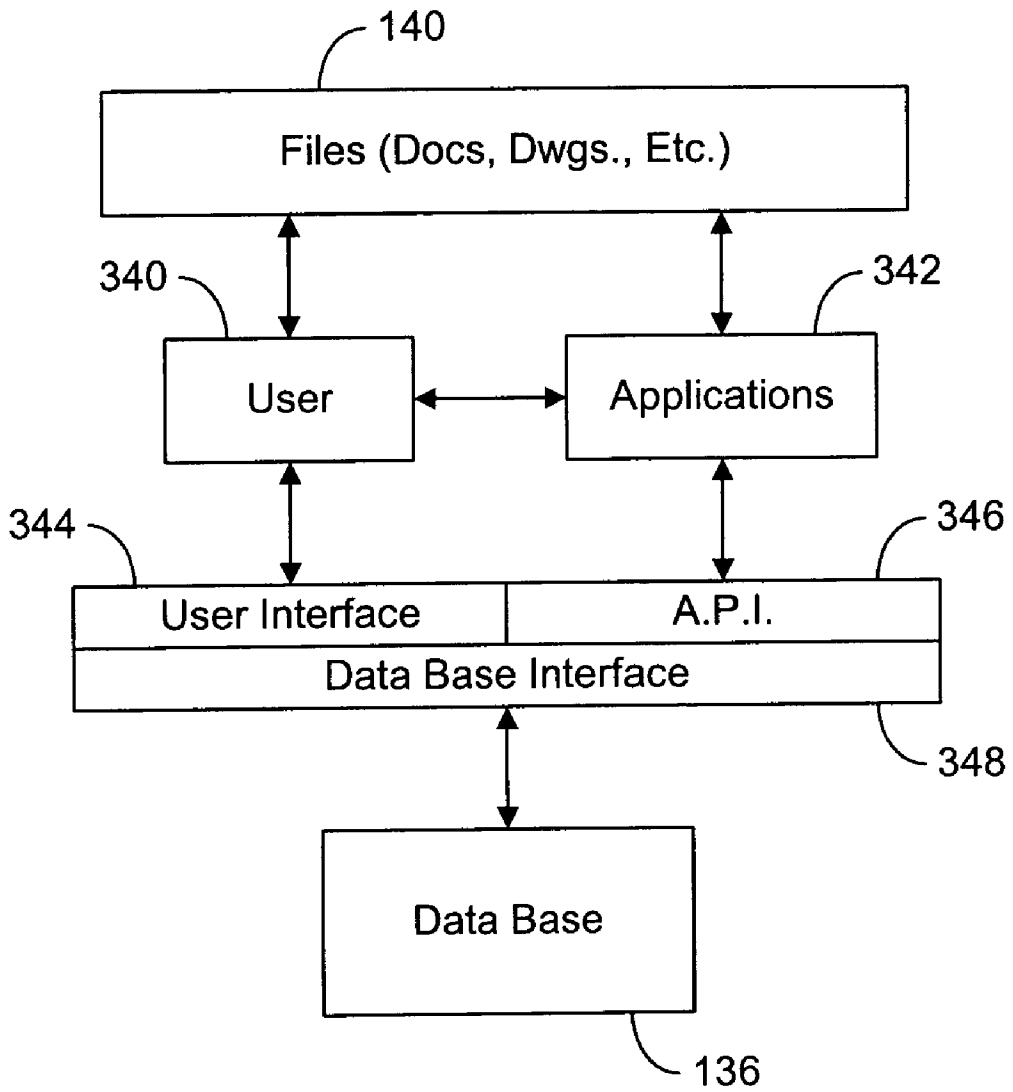 140
Files (Docs, Dwgs., Etc.)
340
342
User
Applications
344
346
User Interface
A.P.I.
Data Base Interface
348
Data Base
136